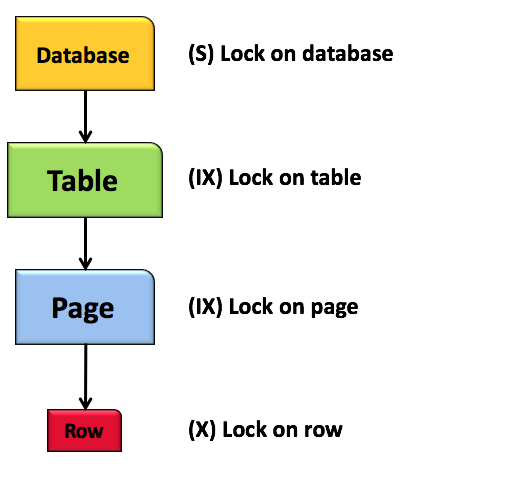 Database
(S) Lock on database
Table
(IX) Lock on table
Page
(IX) Lock on page
Row
(X) Lock on row